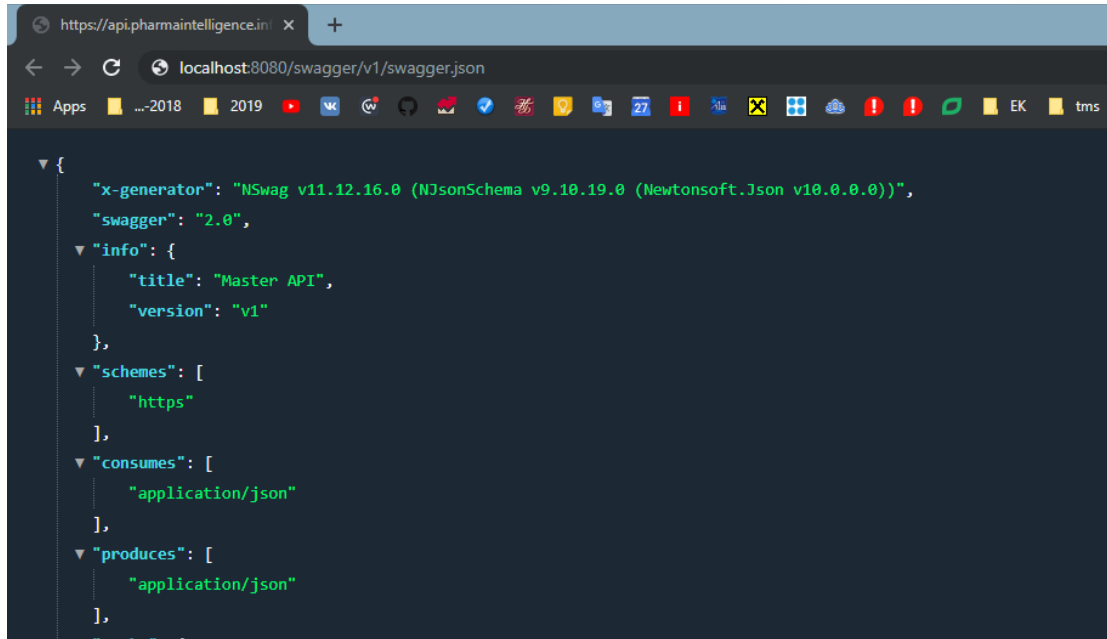 https://api.pharmaintelligence.in
localhost:8080/swagger/v1/swagger.json
Apps ...-2018 2019 27 EK tms
{
"x-generator": "NSwag v11.12.16.0 (NJsonSchema v9.10.19.0 (Newtonsoft.Json v10.0.0.0))",
"swagger": "2.0",
"info": {
"title": "Master API",
"version": "v1"
},
"schemes": [
"https"
],
"consumes": [
"application/json"
],
"produces": [
"application/json"
],